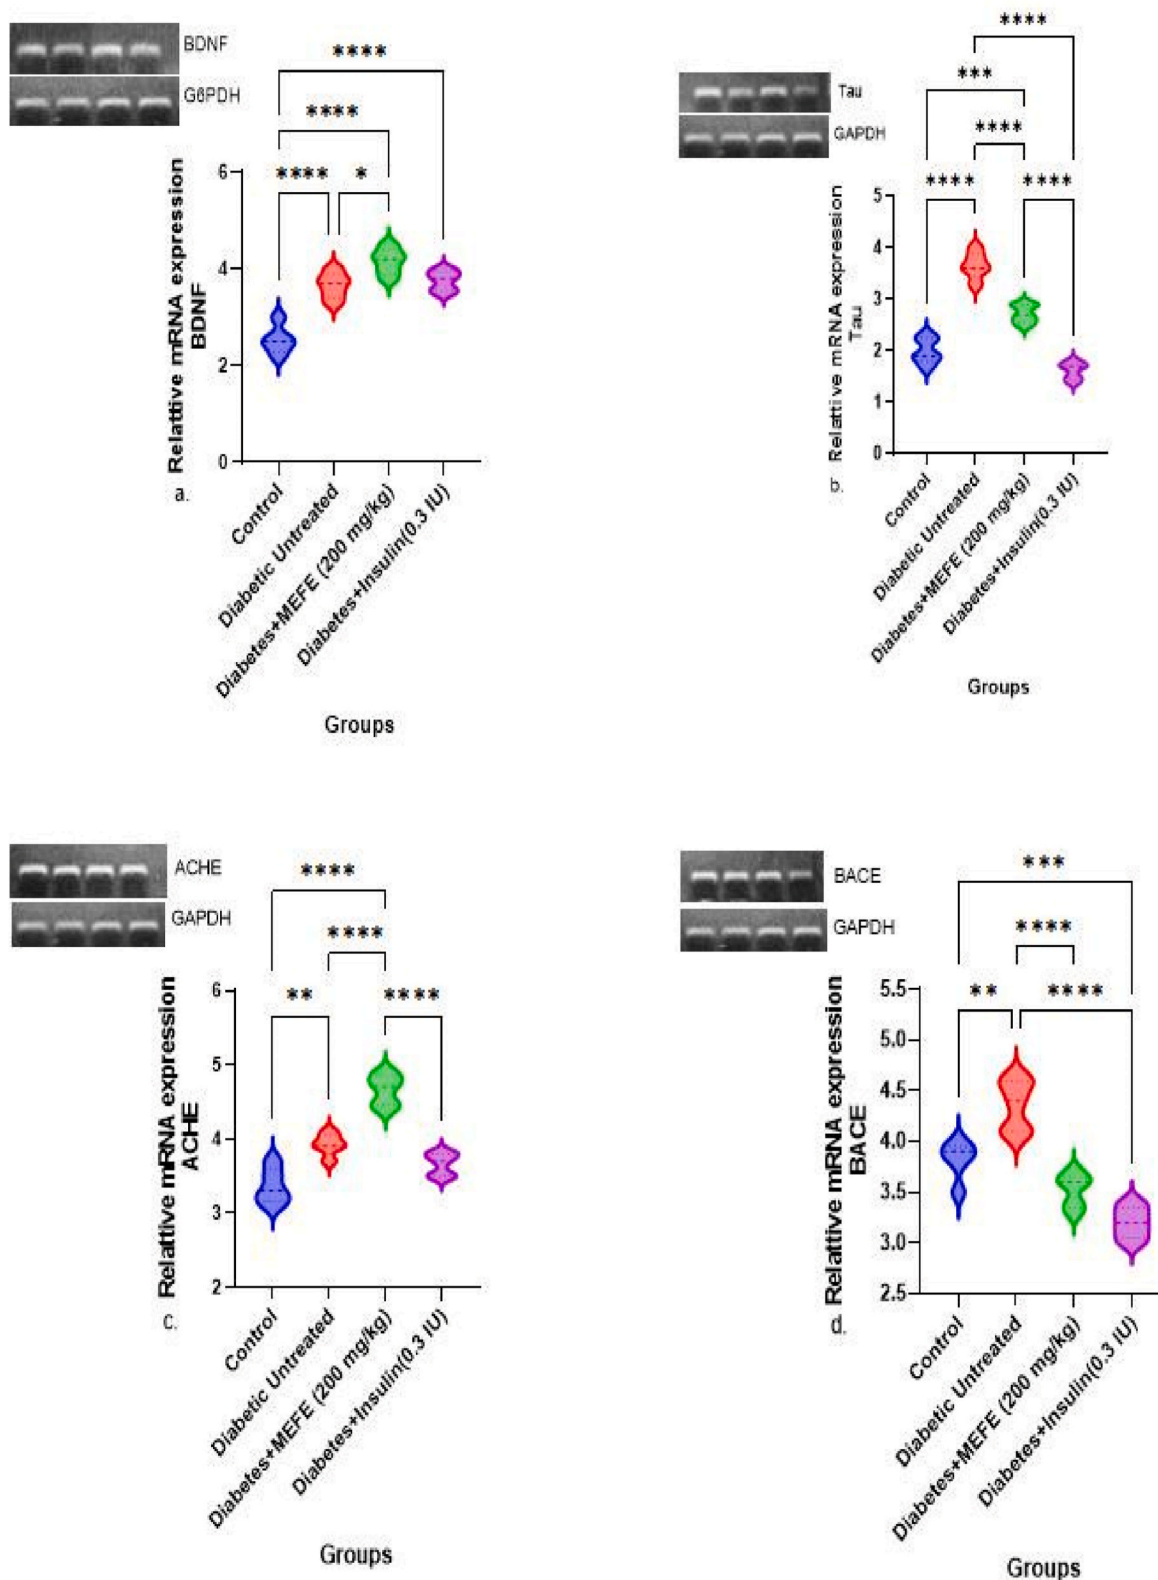 BDNF
G6PDH
****
****
**** *
Relattive mRNA expression
BDNF
6
4
2
0
a.
Control
Diabetic Untreated
Diabetes+MEFE (200 mg/kg)
Diabetes+Insulin(0.3 IU)
Groups
Tau
GAPDH
****
***
****
**** ****
Relattive mRNA expression
Tau
5
4
3
2
1
0
b.
Control
Diabetic Untreated
Diabetes+MEFE (200 mg/kg)
Diabetes+Insulin(0.3 IU)
Groups
ACHE
GAPDH
****
****
** ****
Relattive mRNA expression
ACHE
6
5
4
3
2
c.
Control
Diabetic Untreated
Diabetes+MEFE (200 mg/kg)
Diabetes+Insulin(0.3 IU)
Groups
BACE
GAPDH
***
****
** ****
Relattive mRNA expression
BACE
5.5
5.0
4.5
4.0
3.5
3.0
2.5
d.
Control
Diabetic Untreated
Diabetes+MEFE (200 mg/kg)
Diabetes+Insulin(0.3 IU)
Groups